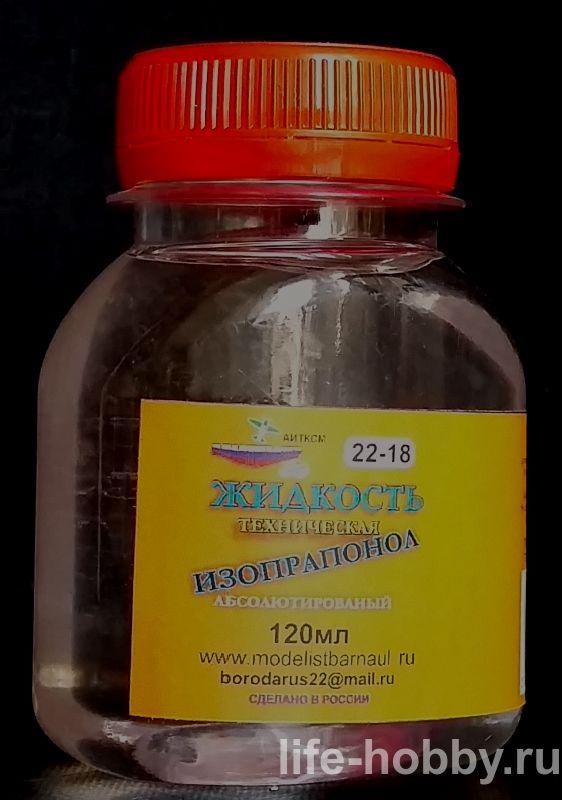 АИТКСМ
22-18
ЖИДКОСТЬ
ТЕХНИЧЕСКАЯ
ИЗОПРАПОНОЛ
АБСОЛЮТИРОВАНЫЙ
120мл
www.modelistbarnaul ru
borodarus22@mail.ru
СДЕЛАНО В РОССИИ
life-hobby.ru